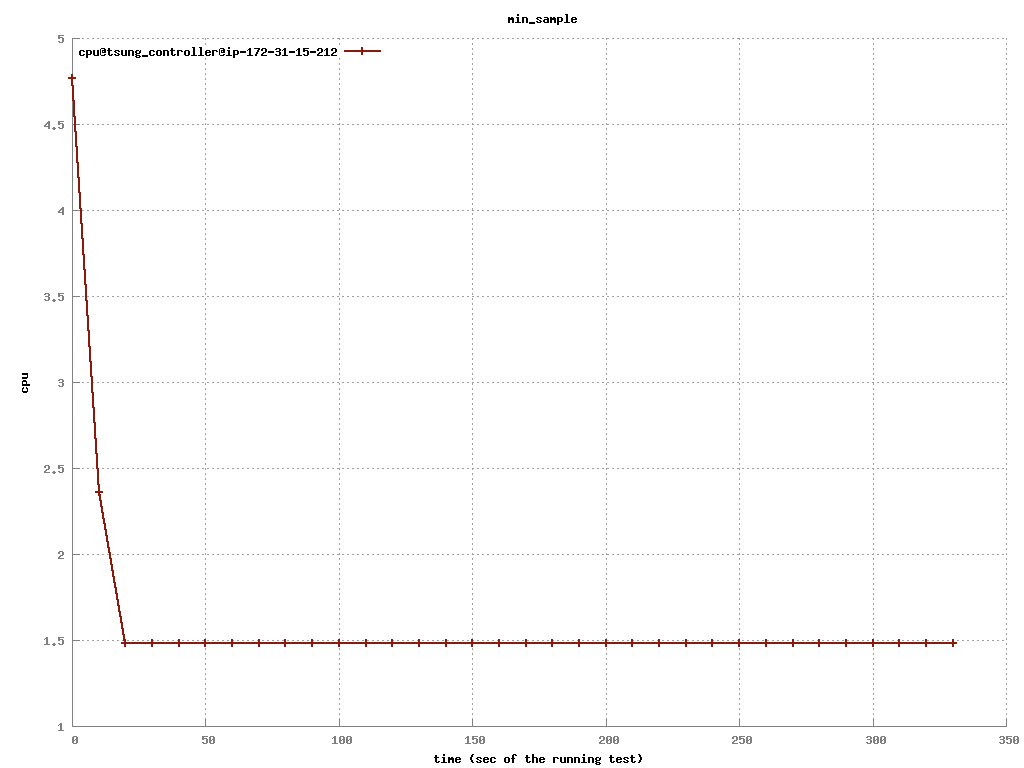 min_sample
cpu@tsung_controller@ip-172-31-15-212
5
4.5
4
3.5
3
2.5
2
1.5
1
cpu
0 50 100 150 200 250 300 350
time (sec of the running test)